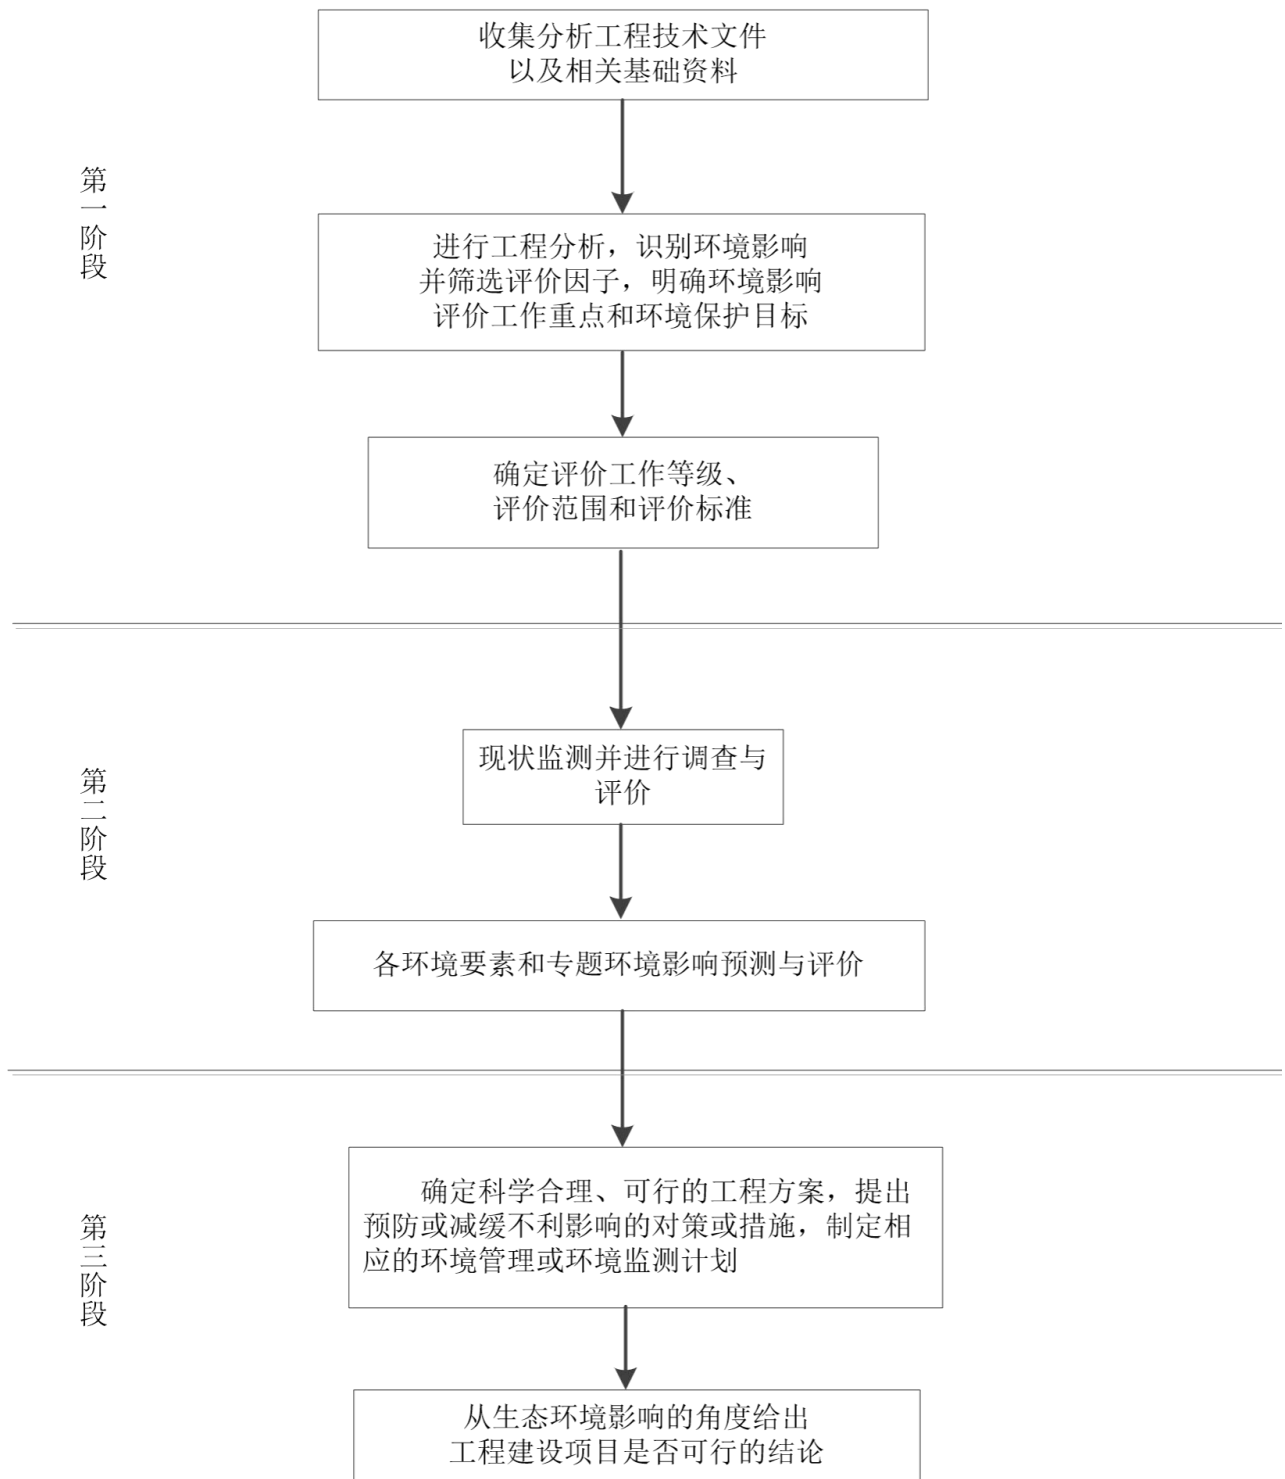 收集分析工程技术文件
以及相关基础资料
第一阶段
进行工程分析，识别环境影响
并筛选评价因子，明确环境影响
评价工作重点和环境保护目标
确定评价工作等级、
评价范围和评价标准
现状监测并进行调查与
评价
第二阶段
各环境要素和专题环境影响预测与评价
确定科学合理、可行的工程方案，提出
预防或减缓不利影响的对策或措施，制定相
应的环境管理或环境监测计划
第三阶段
从生态环境影响的角度给出
工程建设项目是否可行的结论